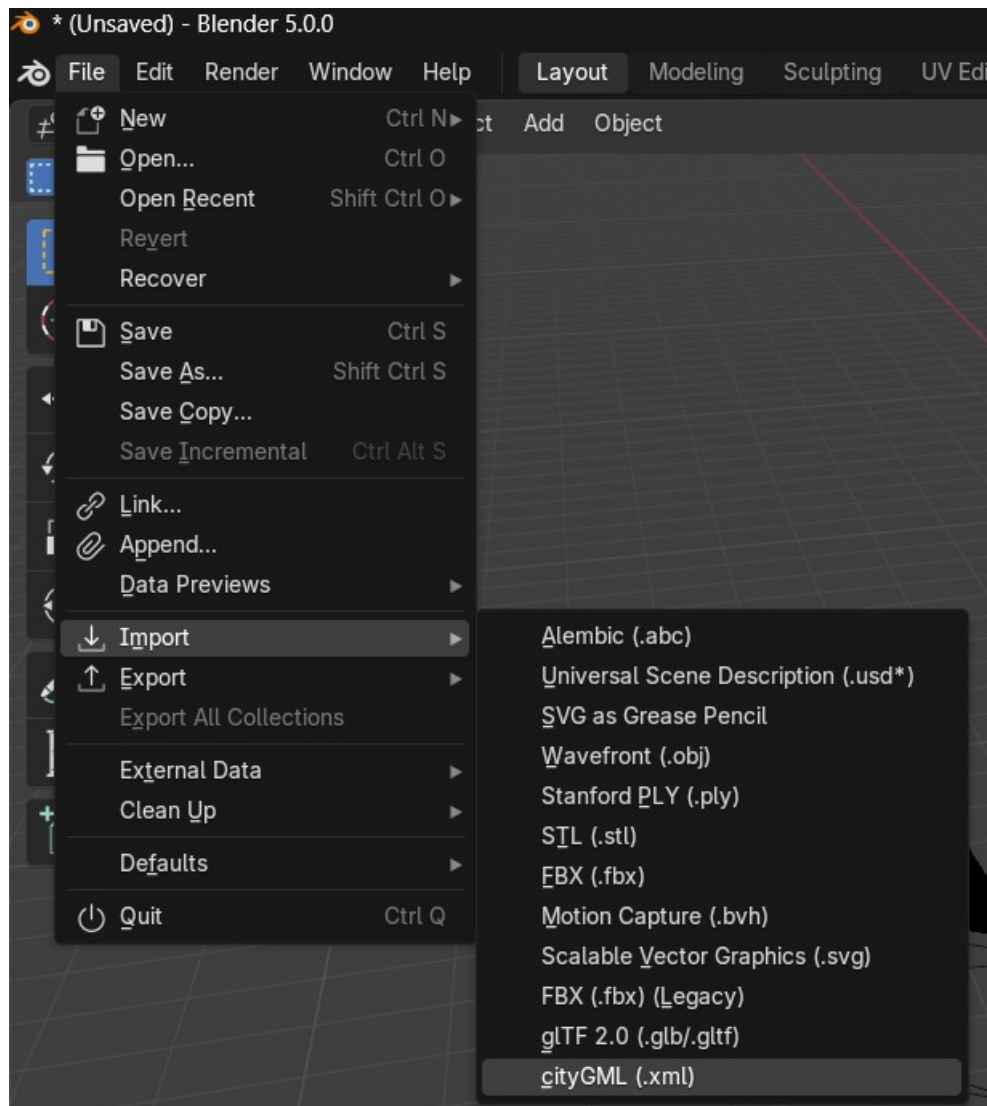 * (Unsaved) - Blender 5.0.0
File Edit Render Window Help Layout Modeling Sculpting UV Edi
New Ctrl N
ct Add Object
Open... Ctrl O
Open Recent Shift Ctrl O
Revert
Recover
Save Ctrl S
Save As... Shift Ctrl S
Save Copy...
Save Incremental Ctrl Alt S
Link...
Append...
Data Previews
Import
Export
Export All Collections
External Data
Clean Up
Defaults
Quit Ctrl Q
Alembic (.abc)
Universal Scene Description (.usd*)
SVG as Grease Pencil
Wavefront (.obj)
Stanford PLY (.ply)
STL (.stl)
FBX (.fbx)
Motion Capture (.bvh)
Scalable Vector Graphics (.svg)
FBX (.fbx) (Legacy)
glTF 2.0 (.glb/.gltf)
cityGML (.xml)